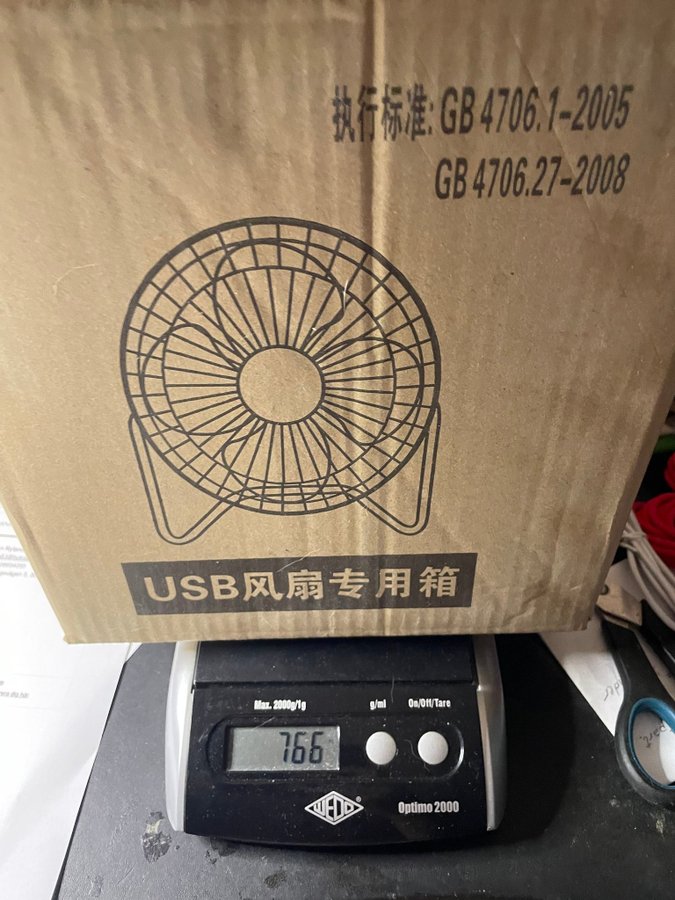 执行标准: GB 4706.1-2005
GB 4706.27-2008
USB风扇专用箱
Max. 2000g/1g
g/ml
On/Off/Tare
766
WEDO
Optimo 2000